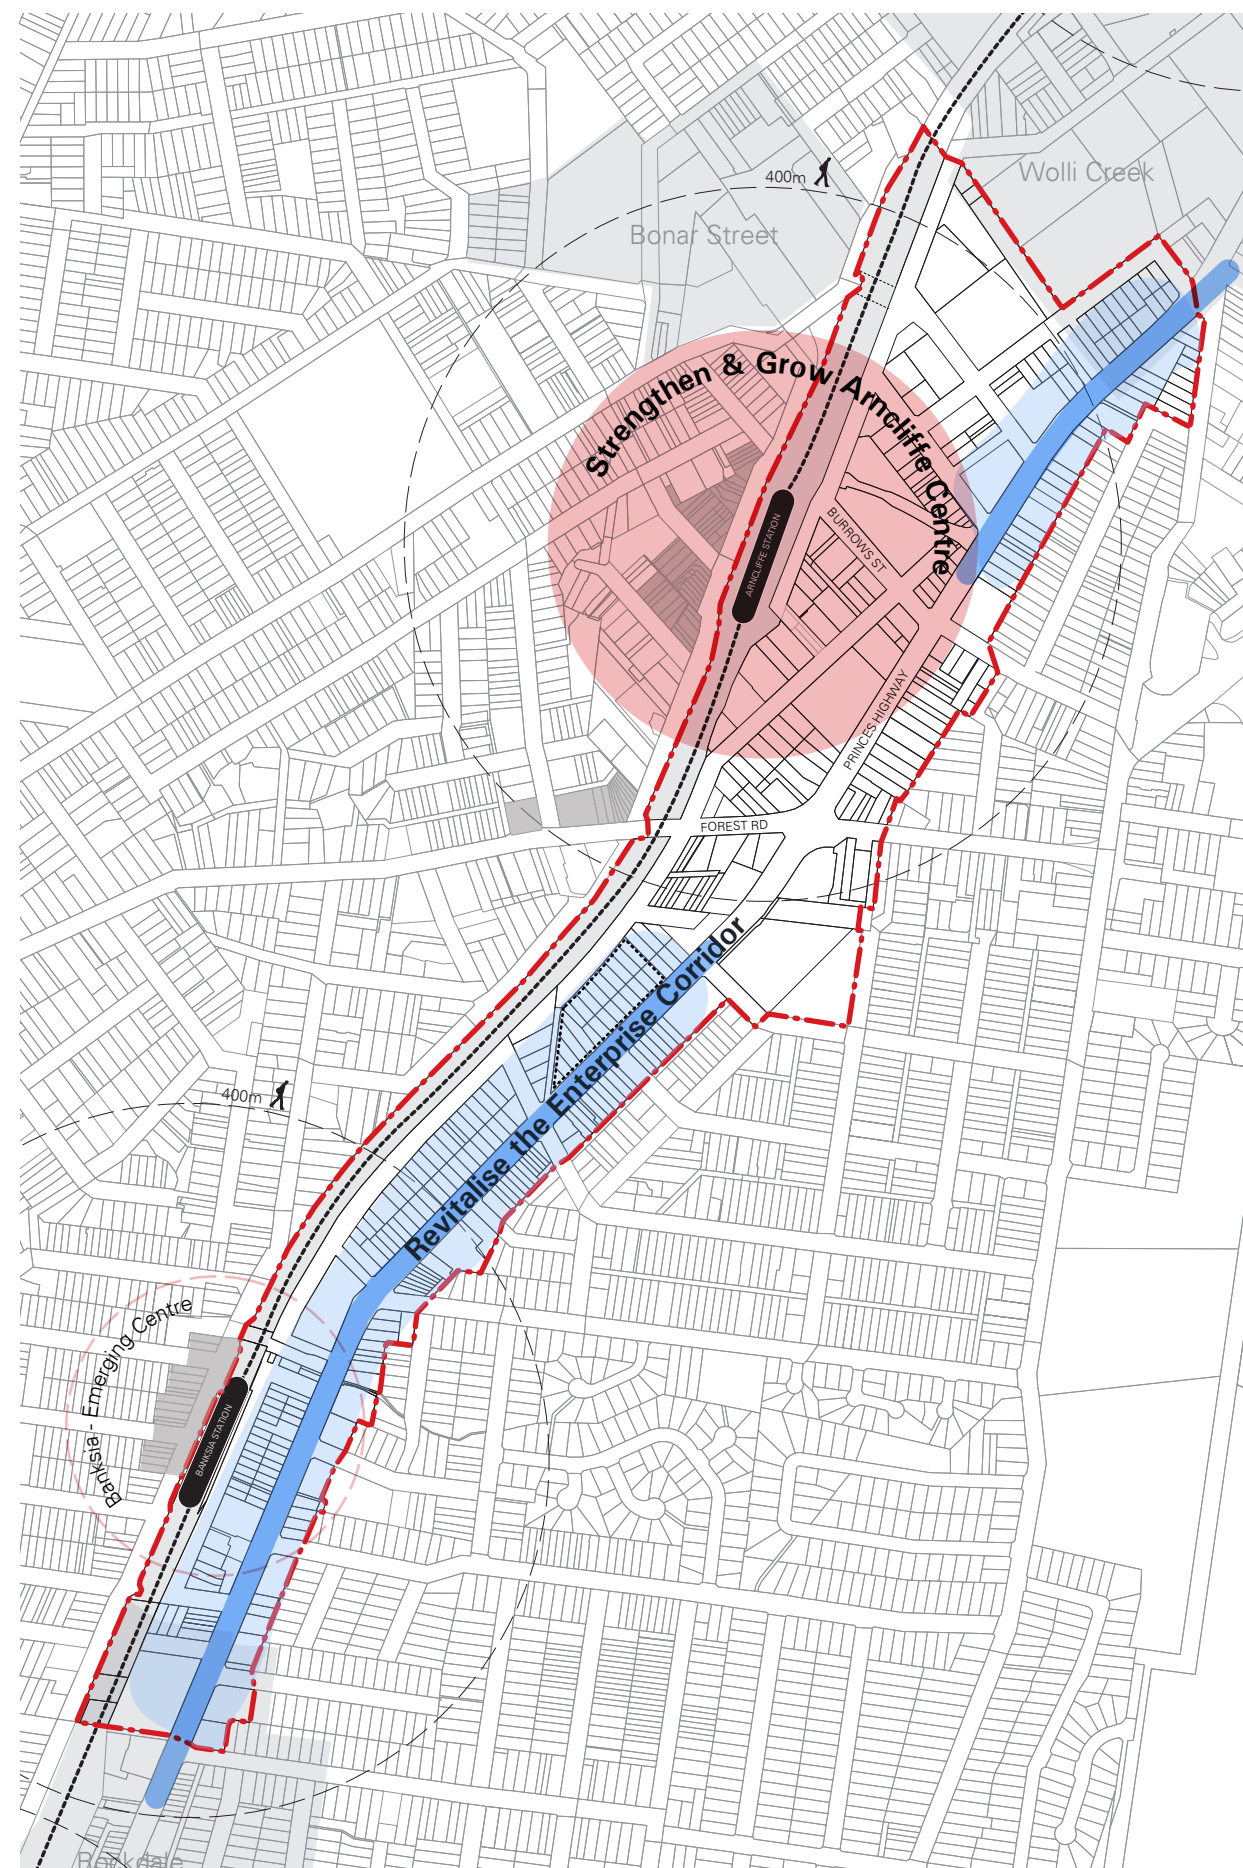 Wolli Creek
400m
Bonar Street
Strengthen & Grow Arncliffe Centre
ARNCLIFFE STATION
BURROWS ST
PRINCES HIGHWAY
FOREST RD
Revitalise the Enterprise Corridor
400m
Banksia - Emerging Centre
BANKSIA STATION
Rockdale